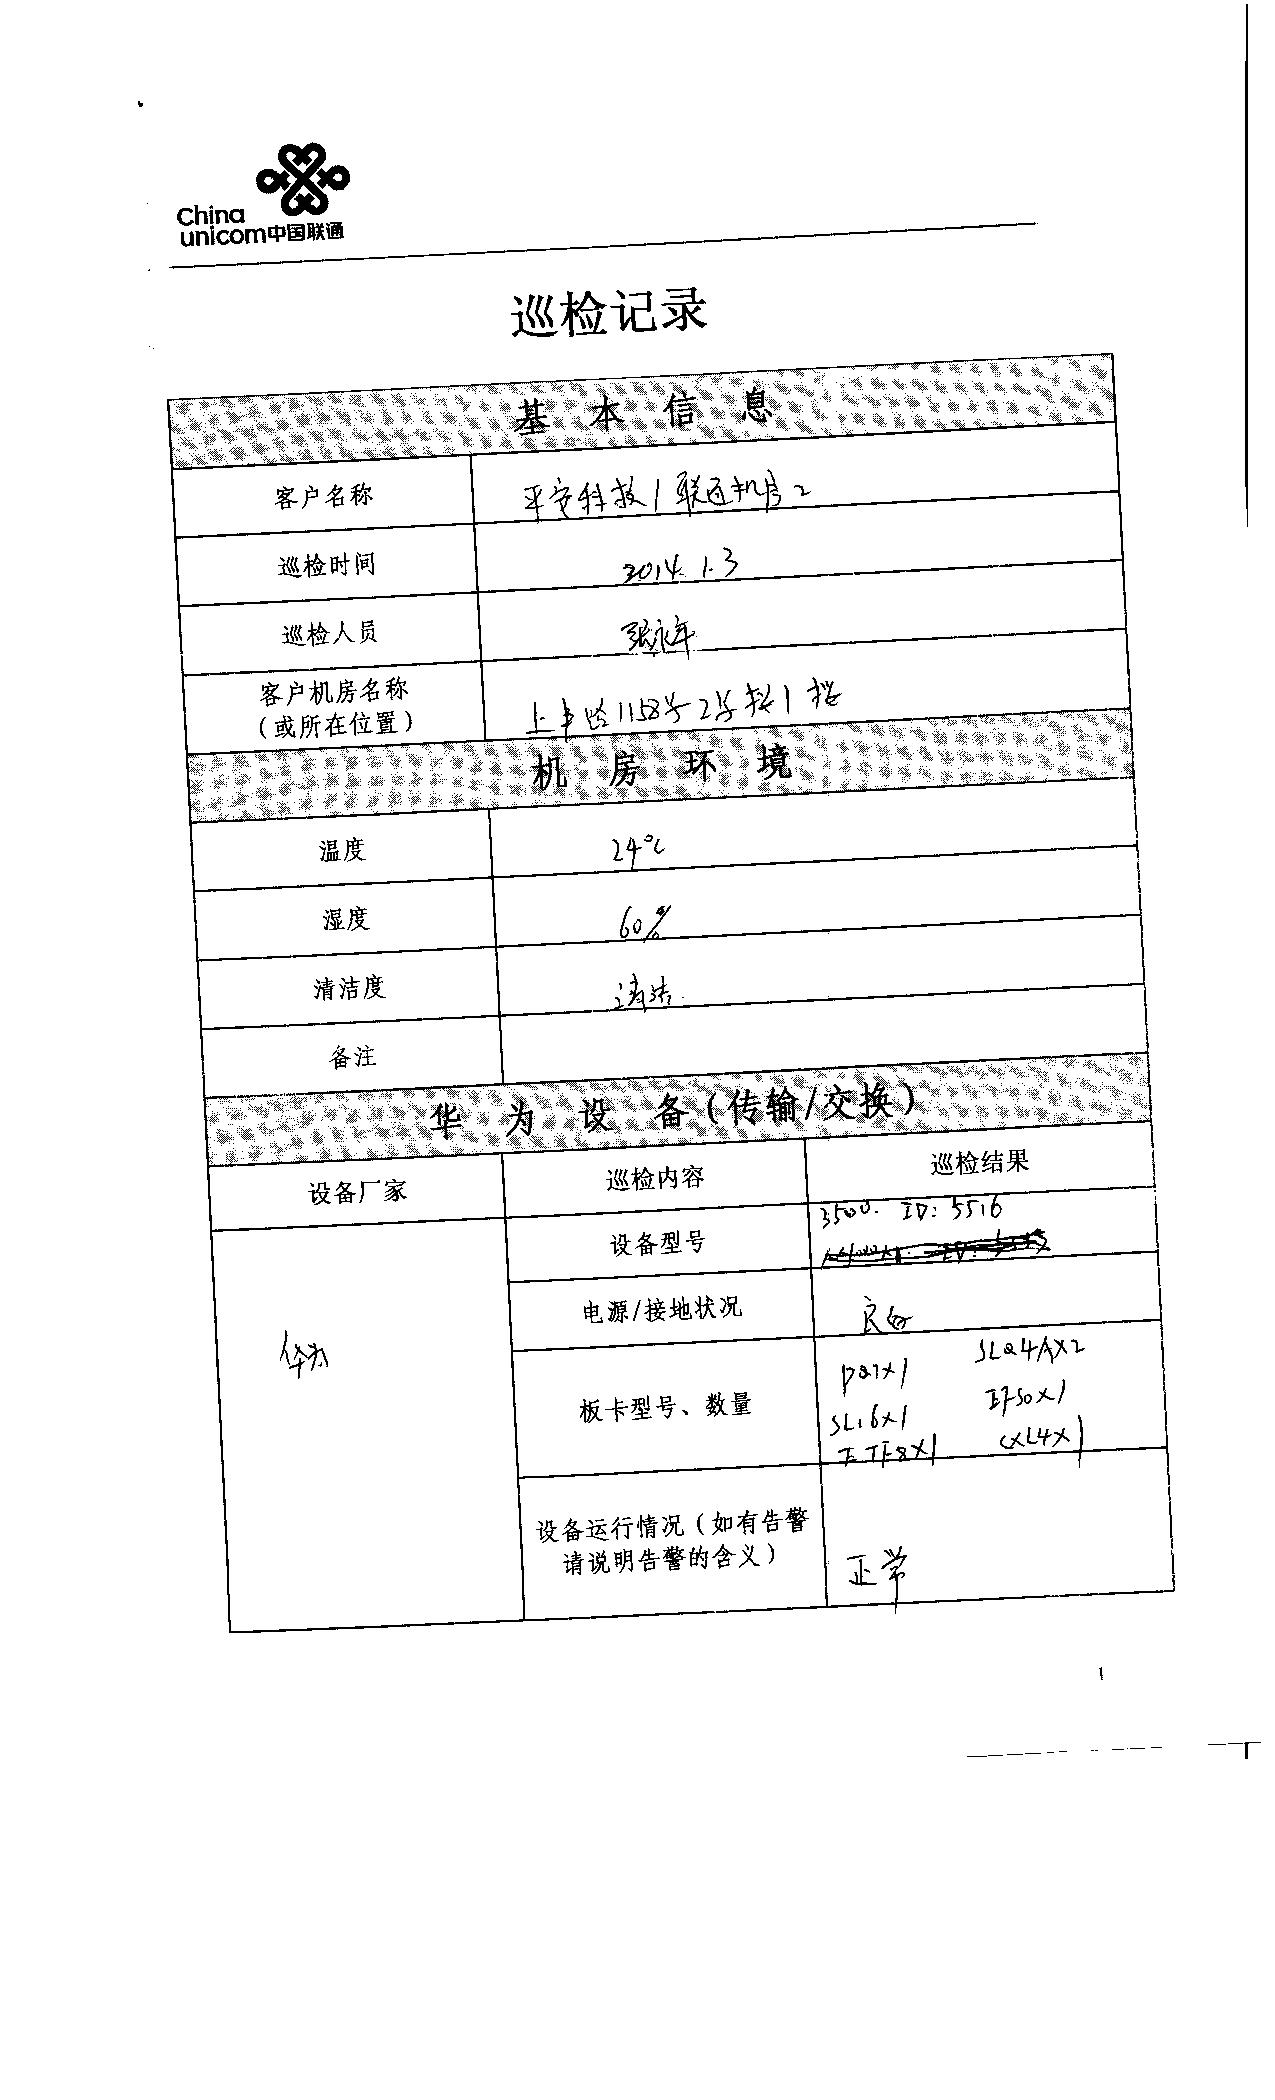 China
unicom中国联通
巡检记录
基 本 信 息
客户名称 平安科技/联通机房2
巡检时间 2014.1.3
巡检人员 张永年
客户机房名称
(或所在位置) 上丰路1158号2号楼1楼
机 房 环 境
温度 24℃
湿度 60%
清洁度 清洁.
备注
华 为 设 备(传输/交换)
设备厂家 巡检内容 巡检结果
华为 设备型号 3500. ID: 5516
电源/接地状况 良好
板卡型号、数量 PQ1×1 SLQ4A×2
SL16×1 EFS0×1
ETF8×1 CXL4×1
设备运行情况(如有告警
请说明告警的含义) 正常
1